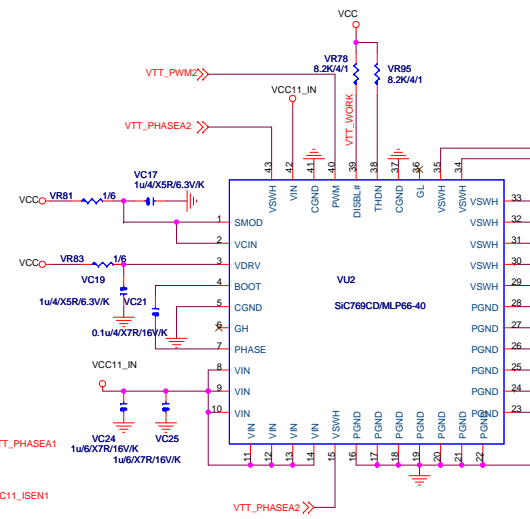 VCC
VR78
8.2K/4/1
VR95
8.2K/4/1
VTT_PWM2
VCC11_IN
VTT_WORK
VTT_PHASEA2
43
42
41
40
39
38
37
36
35
34
VSWH
VIN
CGND
PWM
DISBL#
THDN
CGND
GL
VSWH
VSWH
VC17
1u/4/X5R/6.3V/K
VCC
VR81
1/6
1
SMOD
2
VCIN
VCC
VR83
1/6
3
VDRV
VC19
1u/4/X5R/6.3V/K
VC21
0.1u/4/X7R/16V/K
4
BOOT
5
CGND
6
GH
7
PHASE
VU2
SiC769CD/MLP66-40
VSWH
33
VSWH
32
VSWH
31
VSWH
30
VSWH
29
PGND
28
PGND
27
PGND
26
PGND
25
PGND
24
PGND
23
VCC11_IN
8
VIN
9
VIN
10
VIN
VC24
1u/6/X7R/16V/K
VC25
1u/6/X7R/16V/K
VIN
VIN
VIN
VIN
VSWH
PGND
PGND
PGND
PGND
PGND
PGND
PGND
11
12
13
14
15
16
17
18
19
20
21
22
TT_PHASEA1
C11_ISEN1
VTT_PHASEA2